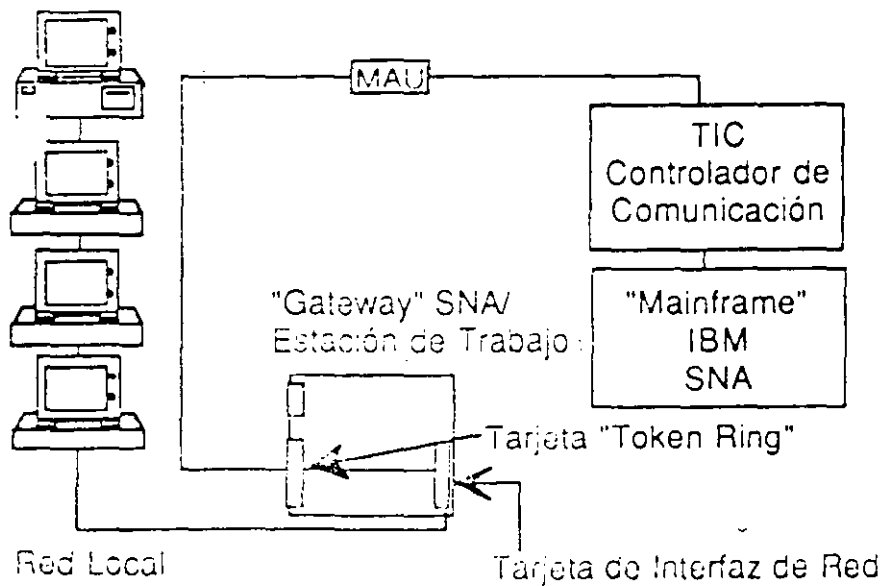 MAU
TIC
Controlador de
Comunicación
"Gateway" SNA/
Estación de Trabajo
"Mainframe"
IBM
SNA
Tarjeta "Token Ring"
Red Local
Tarjeta de Interfaz de Red